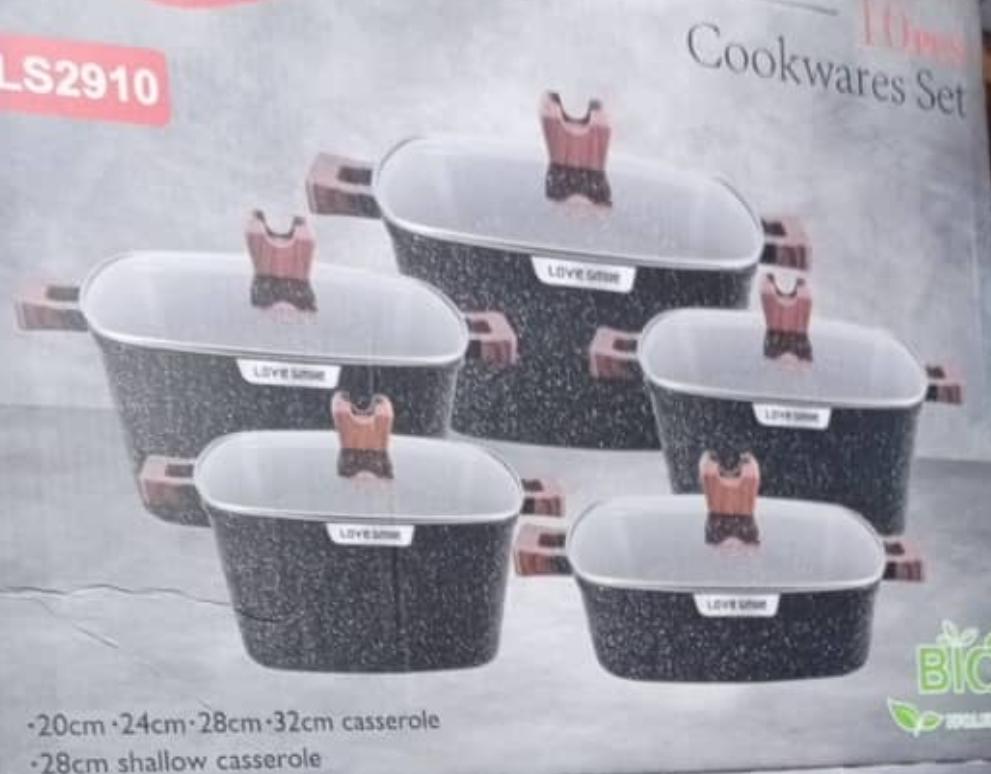 LS2910
10pcs
Cookwares Set
LOVE SMILE
LOVE SMILE
LOVE SMILE
LOVE SMILE
LOVE SMILE
BIO
·20cm ·24cm·28cm·32cm casserole
·28cm shallow casserole